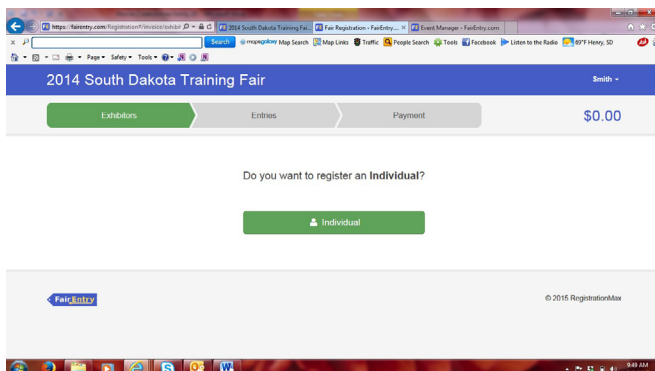 https://fairentry.com/Registration#/invoice/exhibit
2014 South Dakota Training Fai...
Fair Registration - FairEntry....
Event Manager - FairEntry.com
Search
mapsgalaxy Map Search
Map Links
Traffic
People Search
Tools
Facebook
Listen to the Radio
69°F Henry, SD
Page
Safety
Tools
2014 South Dakota Training Fair
Smith
Exhibitors
Entries
Payment
$0.00
Do you want to register an Individual?
Individual
FairEntry
© 2015 RegistrationMax
9:49 AM